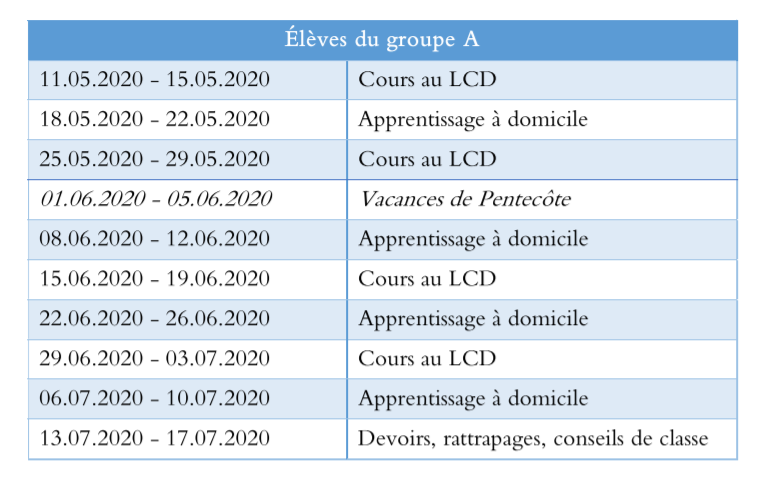 Élèves du groupe A
11.05.2020 – 15.05.2020 Cours au LCD
18.05.2020 – 22.05.2020 Apprentissage à domicile
25.05.2020 – 29.05.2020 Cours au LCD
01.06.2020 – 05.06.2020 Vacances de Pentecôte
08.06.2020 – 12.06.2020 Apprentissage à domicile
15.06.2020 – 19.06.2020 Cours au LCD
22.06.2020 – 26.06.2020 Apprentissage à domicile
29.06.2020 – 03.07.2020 Cours au LCD
06.07.2020 – 10.07.2020 Apprentissage à domicile
13.07.2020 – 17.07.2020 Devoirs, rattrapages, conseils de classe